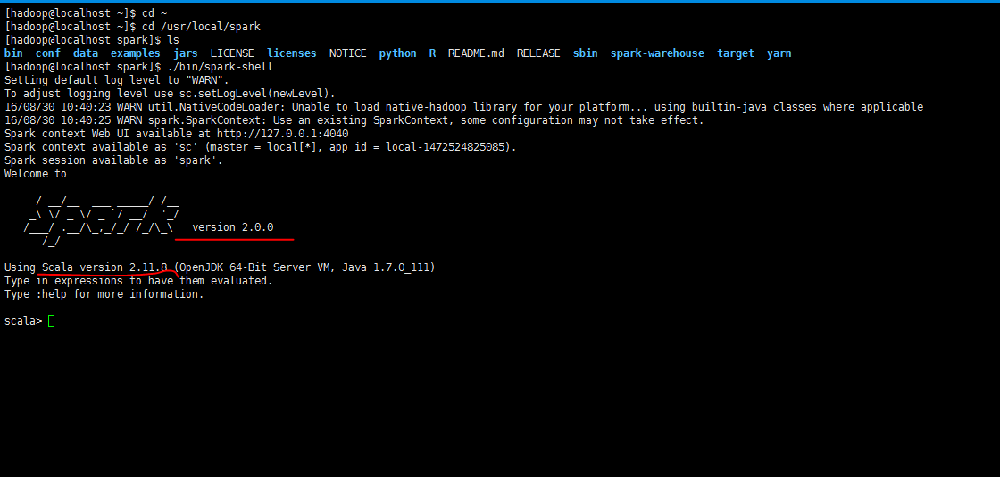 [hadoop@localhost ~]$ cd ~
[hadoop@localhost ~]$ cd /usr/local/spark
[hadoop@localhost spark]$ ls
bin  conf  data  examples  jars  LICENSE  licenses  NOTICE  python  R  README.md  RELEASE  sbin  spark-warehouse  target  yarn
[hadoop@localhost spark]$ ./bin/spark-shell
Setting default log level to "WARN".
To adjust logging level use sc.setLogLevel(newLevel).
16/08/30 10:40:23 WARN util.NativeCodeLoader: Unable to load native-hadoop library for your platform... using builtin-java classes where applicable
16/08/30 10:40:25 WARN spark.SparkContext: Use an existing SparkContext, some configuration may not take effect.
Spark context Web UI available at http://127.0.0.1:4040
Spark context available as 'sc' (master = local[*], app id = local-1472524825085).
Spark session available as 'spark'.
Welcome to
      ____              __
     / __/__  ___ _____/ /__
    _\ \/ _ \/ _ `/ __/  '_/
   /___/ .__/\_,_/_/ /_/\_\   version 2.0.0
      /_/
Using Scala version 2.11.8 (OpenJDK 64-Bit Server VM, Java 1.7.0_111)
Type in expressions to have them evaluated.
Type :help for more information.
scala>